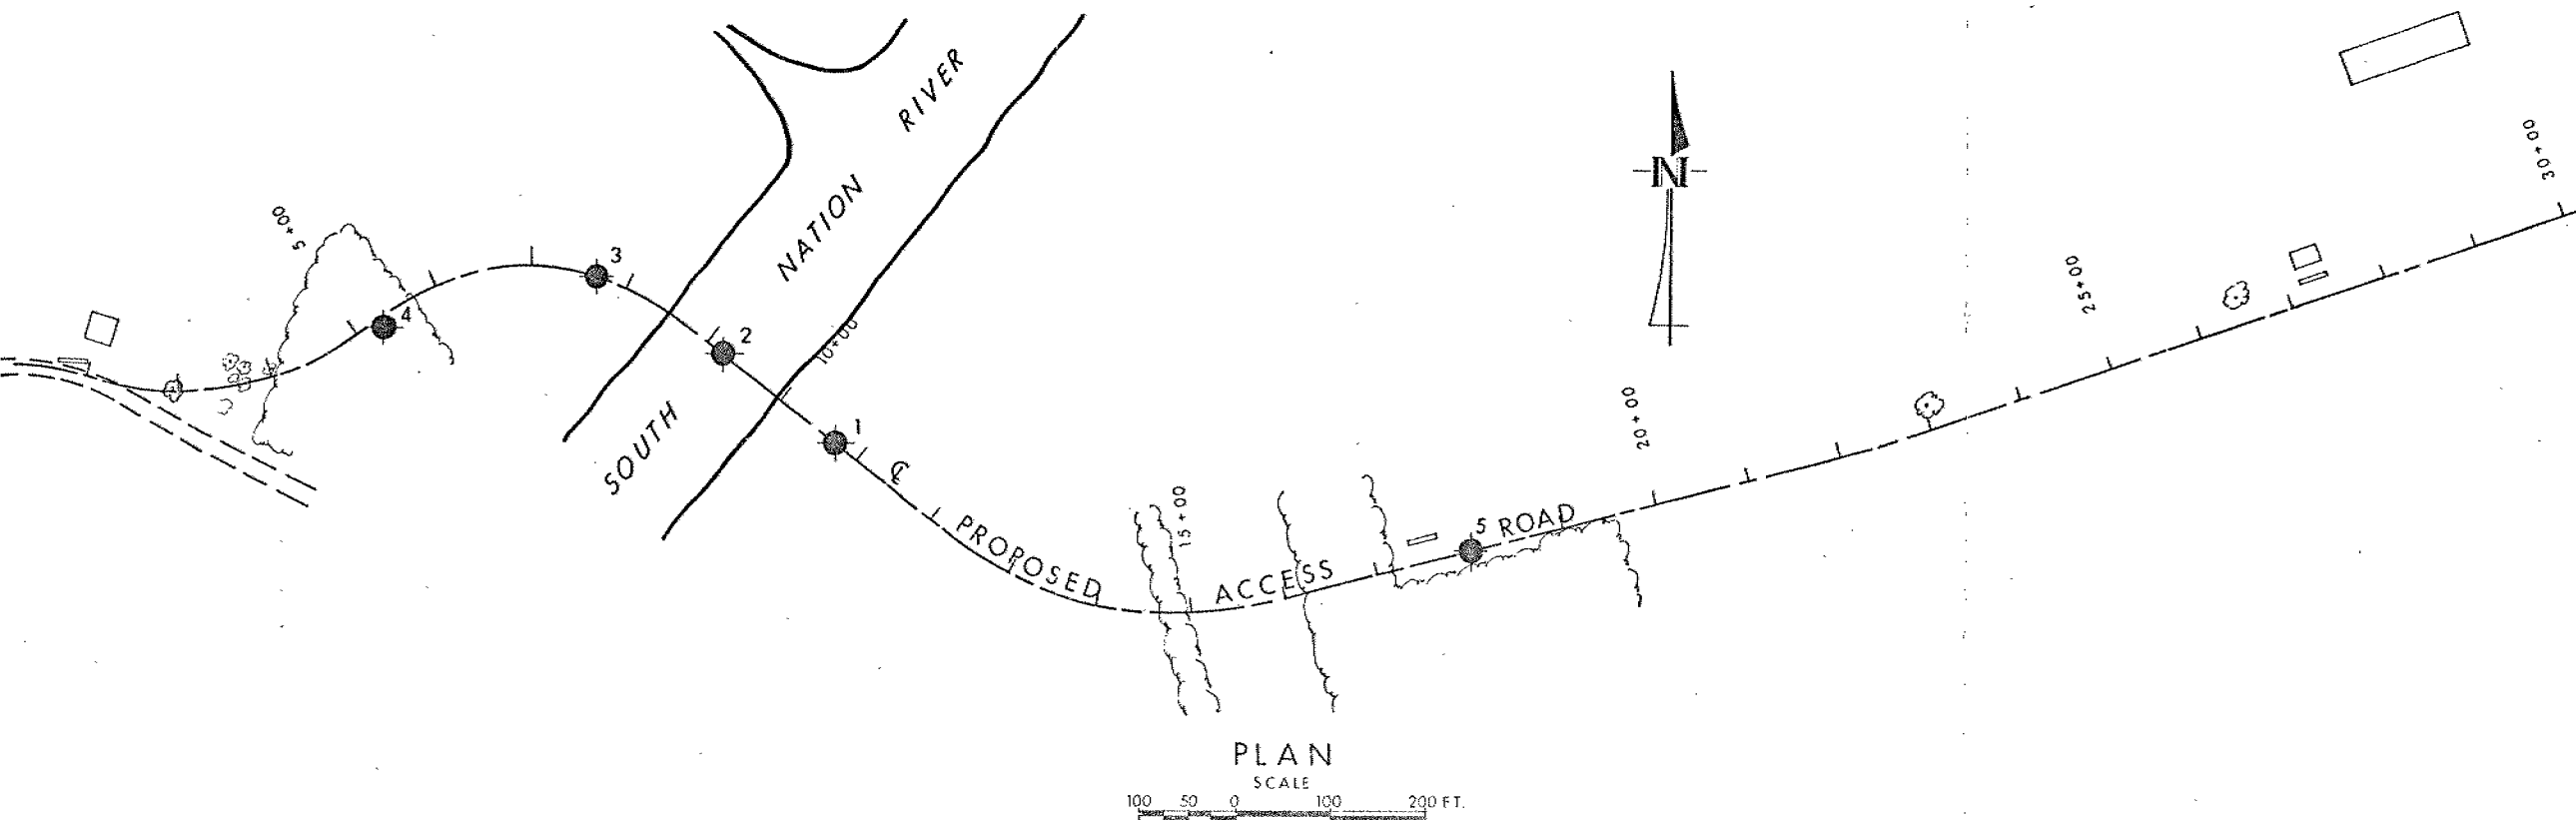 SOUTH NATION RIVER
N
5+00
10+00
15+00
20+00
25+00
30+00
4
3
2
1
5
℄
PROPOSED ACCESS ROAD
PLAN
SCALE
100 50 0 100 200 FT.